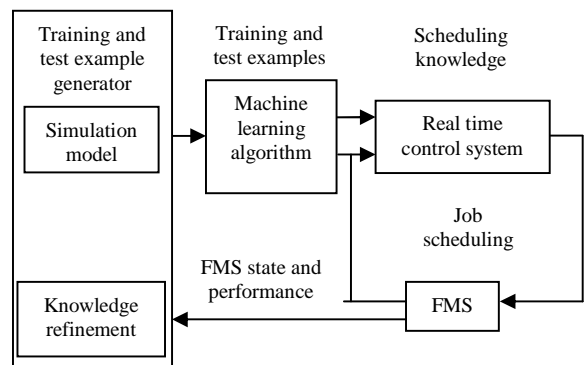 Training and
test example
generator
Simulation
model
Knowledge
refinement
Training and
test examples
Machine
learning
algorithm
Scheduling
knowledge
Real time
control system
Job
scheduling
FMS state and
performance
FMS